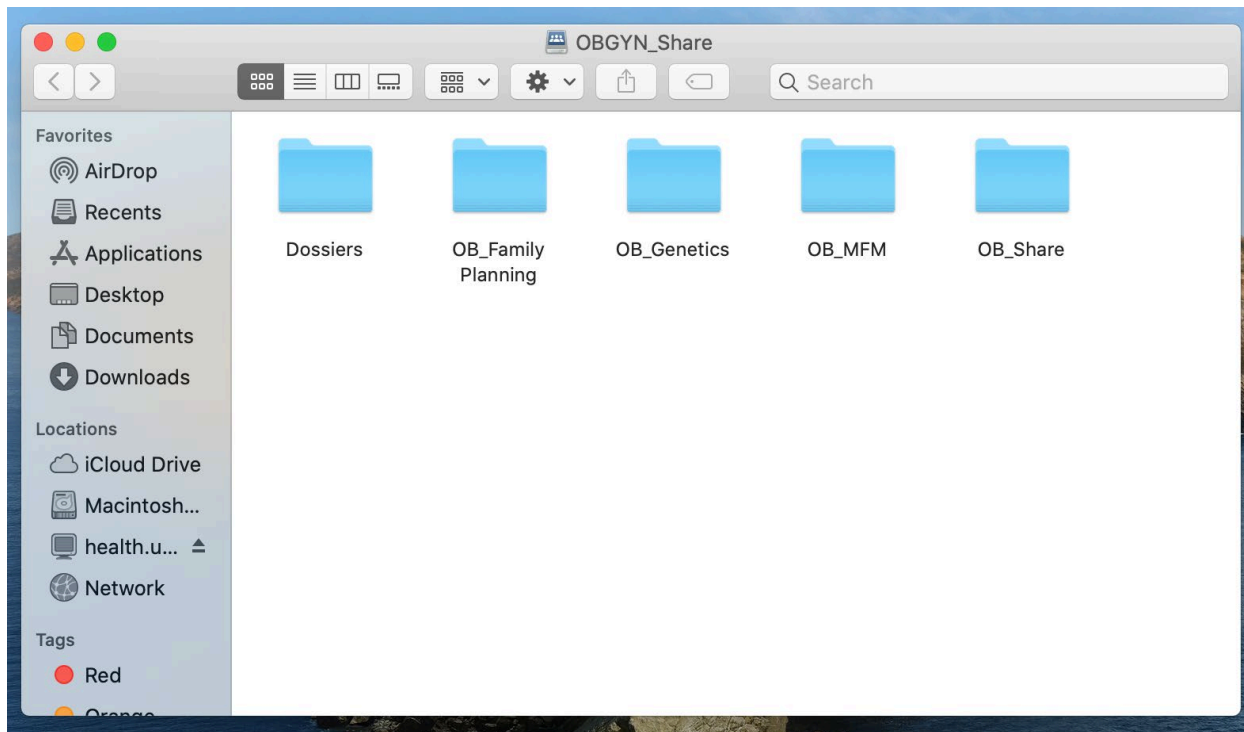 OBGYN_Share
Search
Favorites
AirDrop
Recents
Applications
Desktop
Documents
Downloads
Locations
iCloud Drive
Macintosh...
health.u...
Network
Tags
Red
Orange
Dossiers
OB_Family
Planning
OB_Genetics
OB_MFM
OB_Share